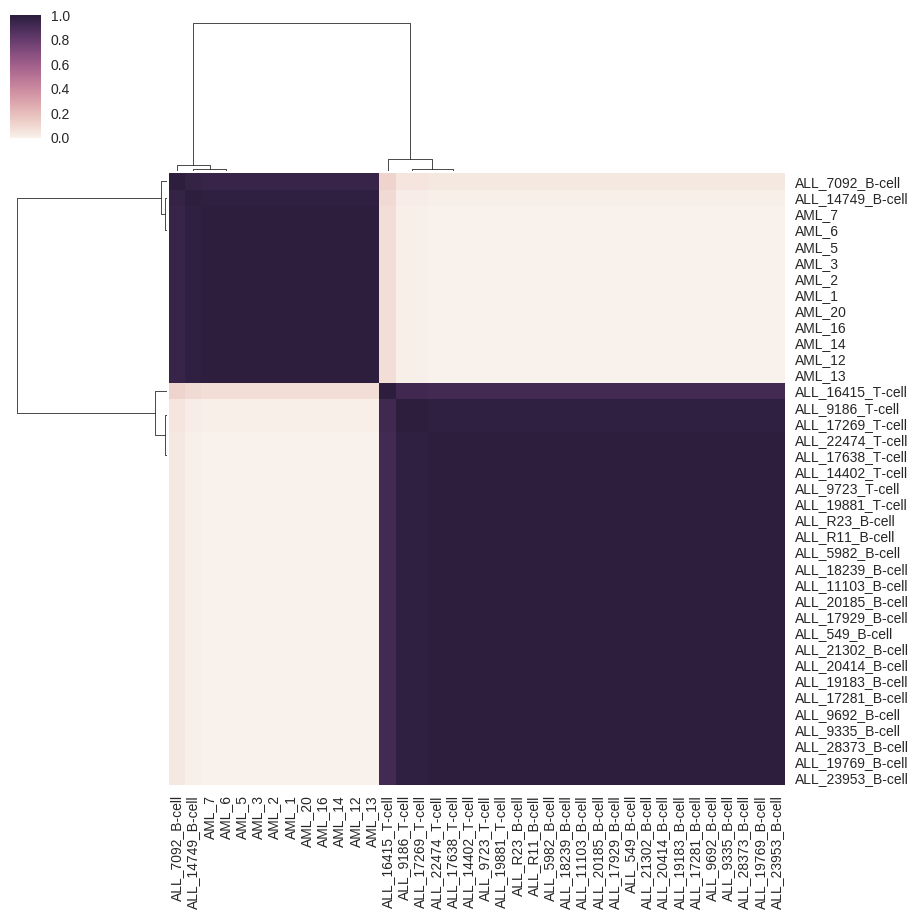 1.0
0.8
0.6
0.4
0.2
0.0
ALL_7092_B-cell
ALL_14749_B-cell
AML_7
AML_6
AML_5
AML_3
AML_2
AML_1
AML_20
AML_16
AML_14
AML_12
AML_13
ALL_16415_T-cell
ALL_9186_T-cell
ALL_17269_T-cell
ALL_22474_T-cell
ALL_17638_T-cell
ALL_14402_T-cell
ALL_9723_T-cell
ALL_19881_T-cell
ALL_R23_B-cell
ALL_R11_B-cell
ALL_5982_B-cell
ALL_18239_B-cell
ALL_11103_B-cell
ALL_20185_B-cell
ALL_17929_B-cell
ALL_549_B-cell
ALL_21302_B-cell
ALL_20414_B-cell
ALL_19183_B-cell
ALL_17281_B-cell
ALL_9692_B-cell
ALL_9335_B-cell
ALL_28373_B-cell
ALL_19769_B-cell
ALL_23953_B-cell
ALL_7092_B-cell
ALL_14749_B-cell
AML_7
AML_6
AML_5
AML_3
AML_2
AML_1
AML_20
AML_16
AML_14
AML_12
AML_13
ALL_16415_T-cell
ALL_9186_T-cell
ALL_17269_T-cell
ALL_22474_T-cell
ALL_17638_T-cell
ALL_14402_T-cell
ALL_9723_T-cell
ALL_19881_T-cell
ALL_R23_B-cell
ALL_R11_B-cell
ALL_5982_B-cell
ALL_18239_B-cell
ALL_11103_B-cell
ALL_20185_B-cell
ALL_17929_B-cell
ALL_549_B-cell
ALL_21302_B-cell
ALL_20414_B-cell
ALL_19183_B-cell
ALL_17281_B-cell
ALL_9692_B-cell
ALL_9335_B-cell
ALL_28373_B-cell
ALL_19769_B-cell
ALL_23953_B-cell